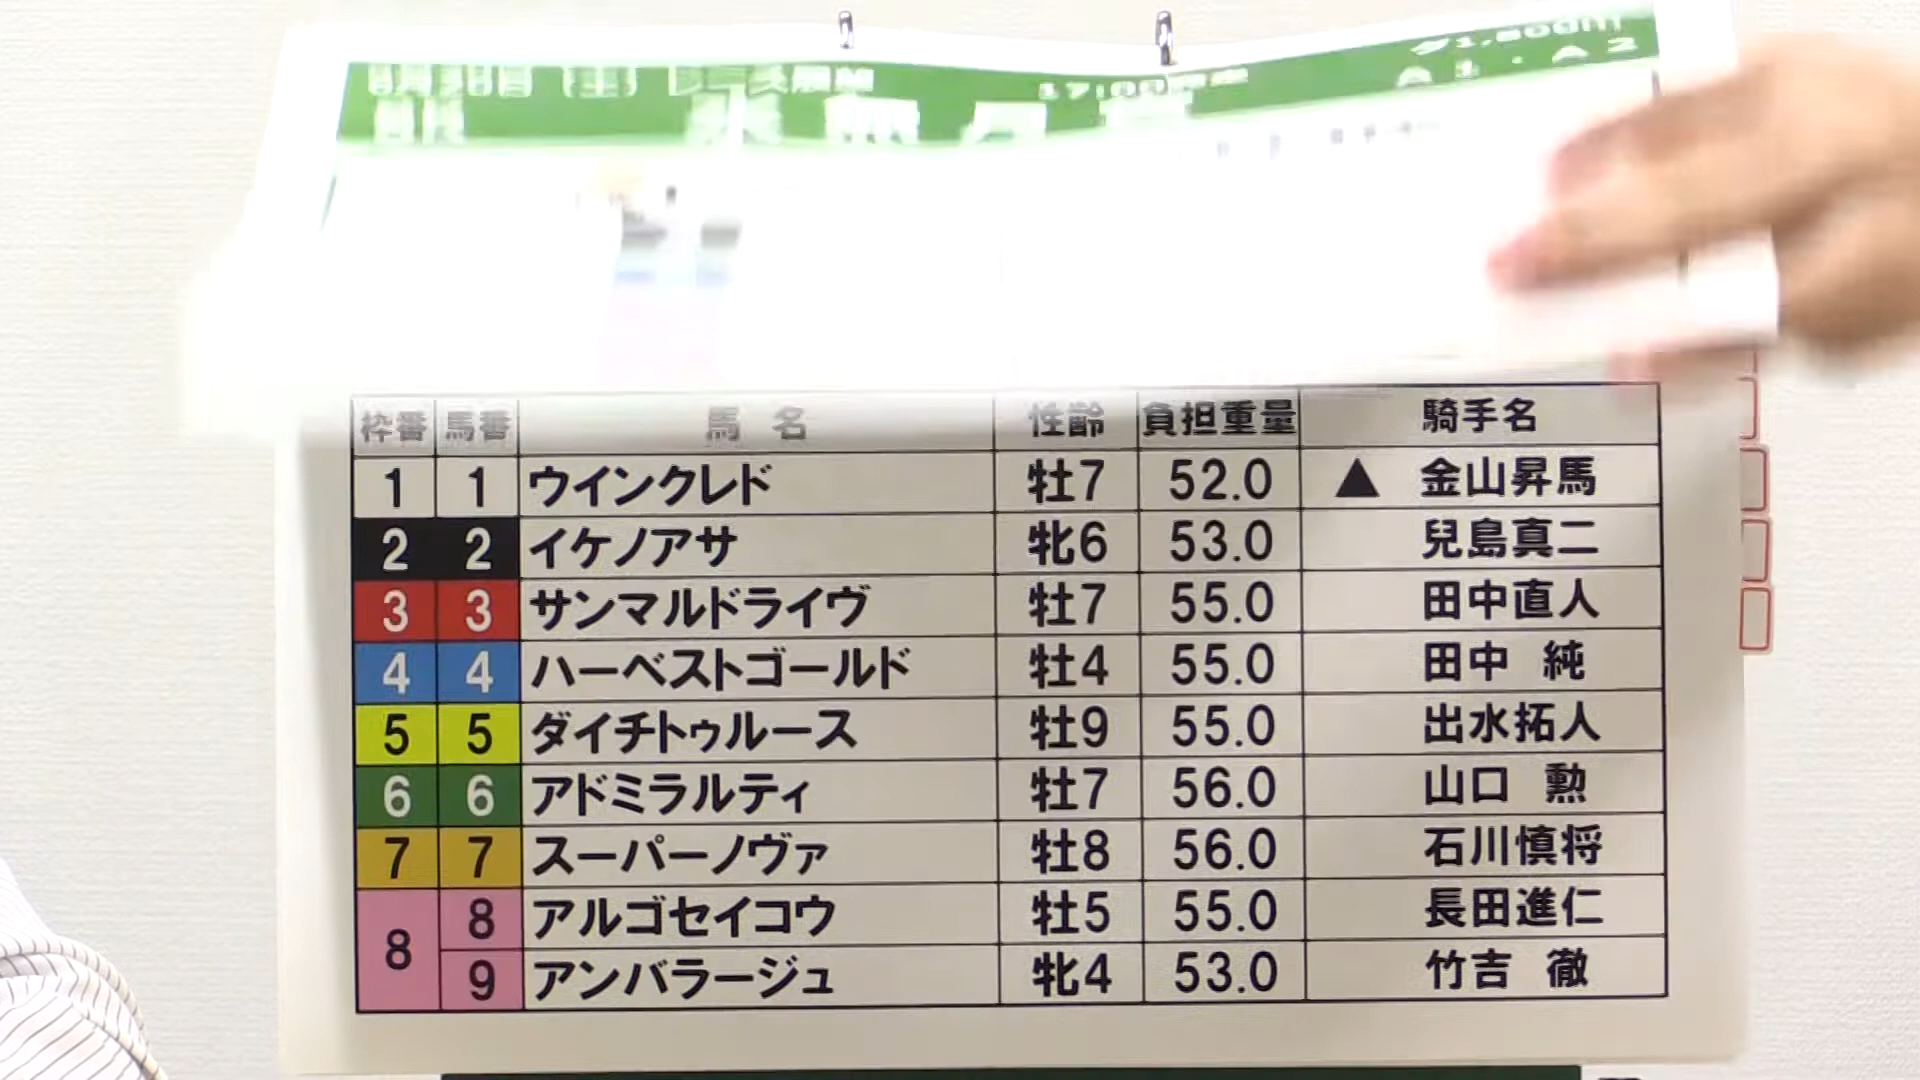 枠番 馬番 馬 名 性齢 負担重量 騎手名
1 1 ウインクレド 牡7 52.0 ▲ 金山昇馬
2 2 イケノアサ 牝6 53.0 兒島真二
3 3 サンマルドライヴ 牡7 55.0 田中直人
4 4 ハーベストゴールド 牡4 55.0 田中 純
5 5 ダイチトゥルース 牡9 55.0 出水拓人
6 6 アドミラルティ 牡7 56.0 山口 勲
7 7 スーパーノヴァ 牡8 56.0 石川慎将
8 8 アルゴセイコウ 牡5 55.0 長田進仁
9 アンバラージュ 牝4 53.0 竹吉 徹